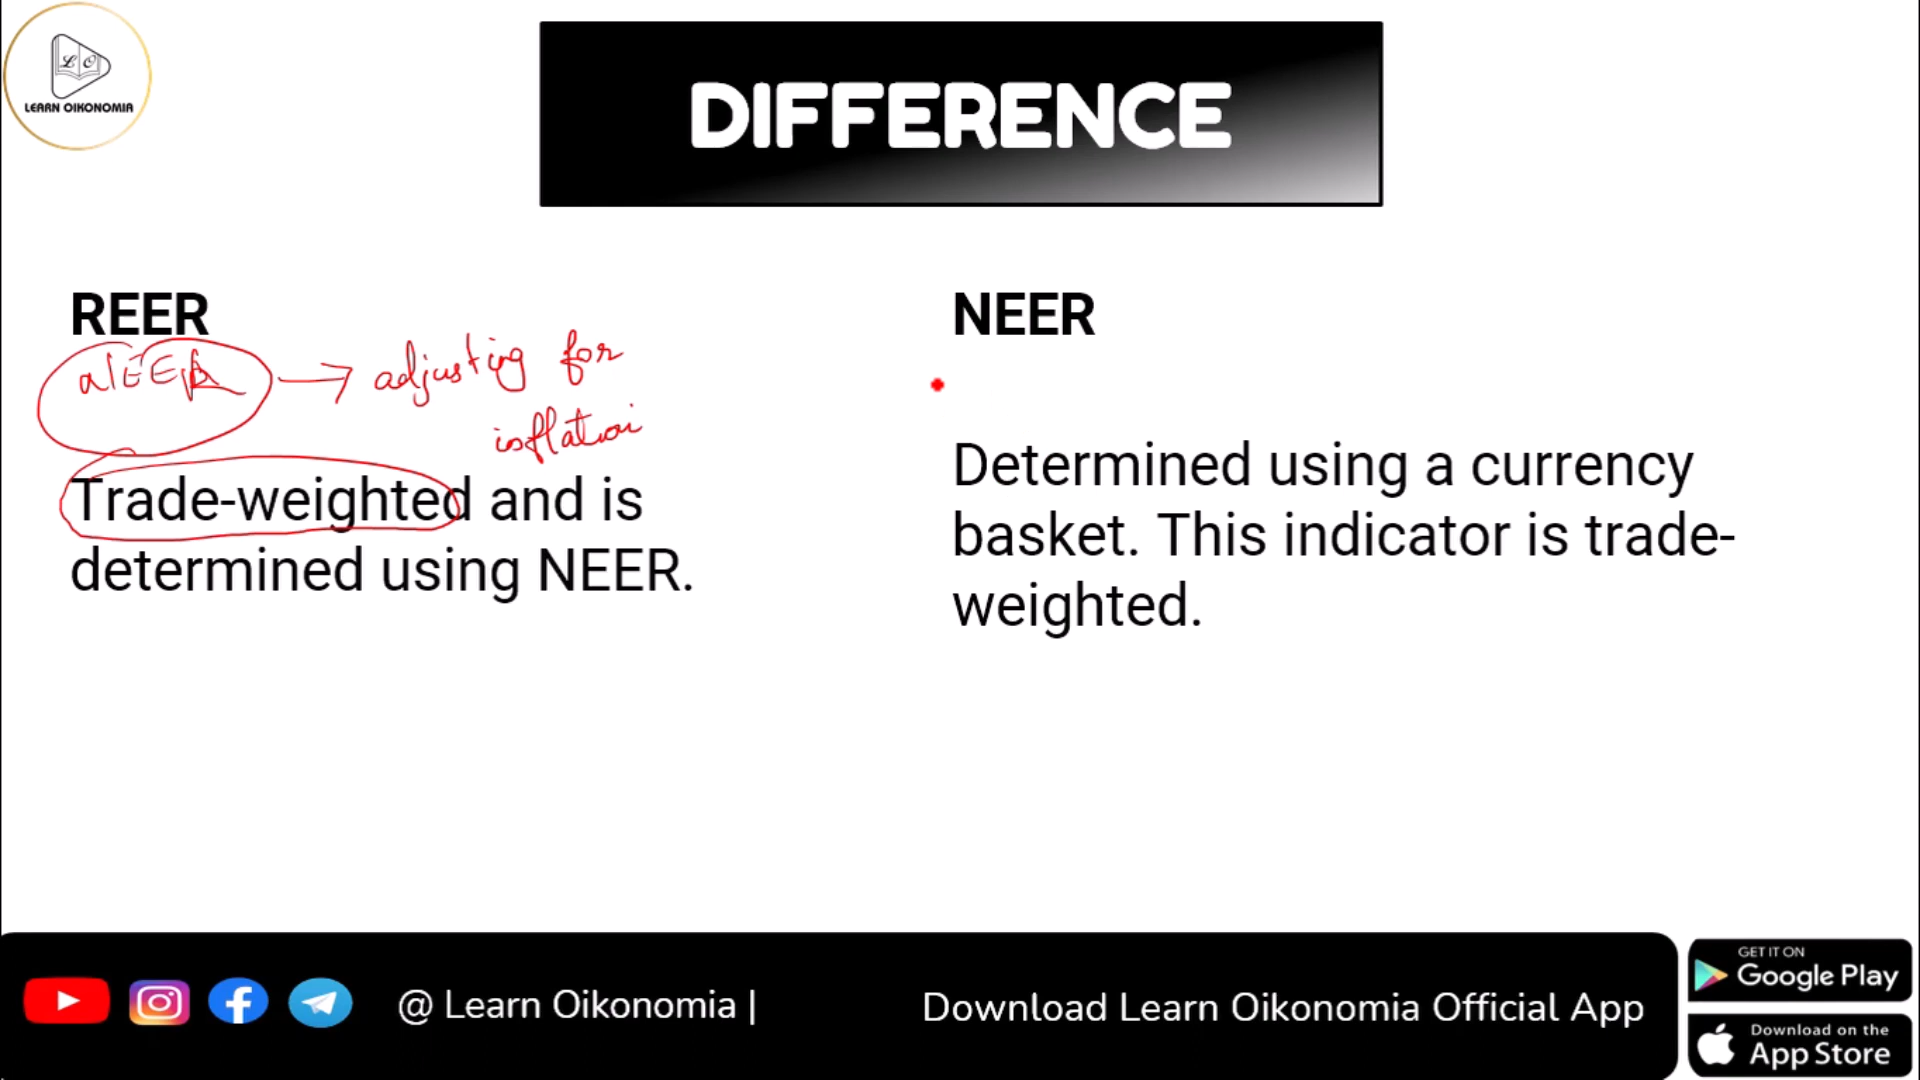 L O
LEARN OIKONOMIA
DIFFERENCE
REER
NEER → adjusting for
inflation
Trade-weighted and is
determined using NEER.
NEER
Determined using a currency
basket. This indicator is trade-
weighted.
@ Learn Oikonomia |
Download Learn Oikonomia Official App
GET IT ON
Google Play
Download on the
App Store